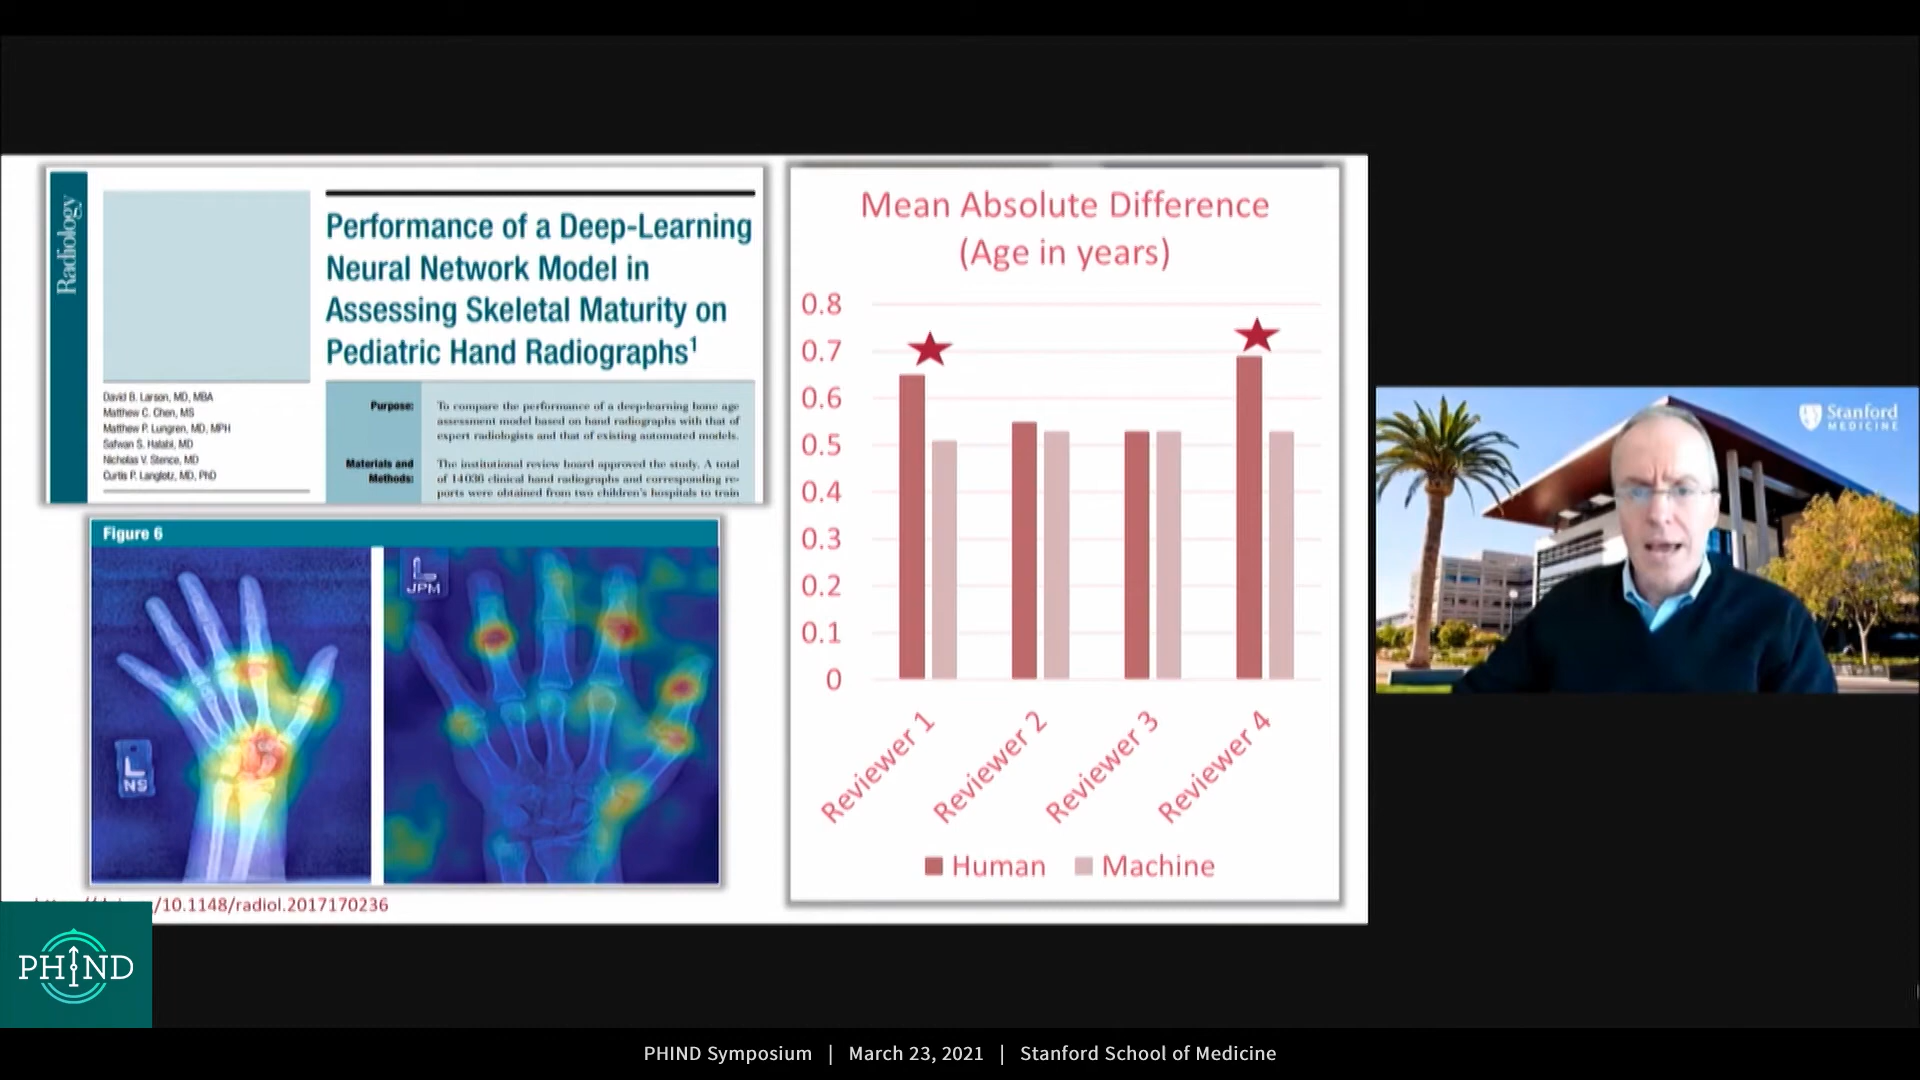 Radiology
Performance of a Deep-Learning
Neural Network Model in
Assessing Skeletal Maturity on
Pediatric Hand Radiographs¹
David B. Larson, MD, MBA
Matthew C. Chen, MS
Matthew P. Lungren, MD, MPH
Safwan S. Halabi, MD
Nicholas V. Stence, MD
Curtis P. Langlotz, MD, PhD
Purpose:
To compare the performance of a deep-learning bone age
assessment model based on hand radiographs with that of
expert radiologists and that of existing automated models.
Materials and
Methods:
The institutional review board approved the study. A total
of 14 036 clinical hand radiographs and corresponding re-
ports were obtained from two children's hospitals to train
Figure 6
L
NS
L
JPM
/10.1148/radiol.2017170236
Mean Absolute Difference
(Age in years)
0.8
0.7
0.6
0.5
0.4
0.3
0.2
0.1
0
Reviewer 1
Reviewer 2
Reviewer 3
Reviewer 4
Human
Machine
Stanford
MEDICINE
PHIND
PHIND Symposium | March 23, 2021 | Stanford School of Medicine